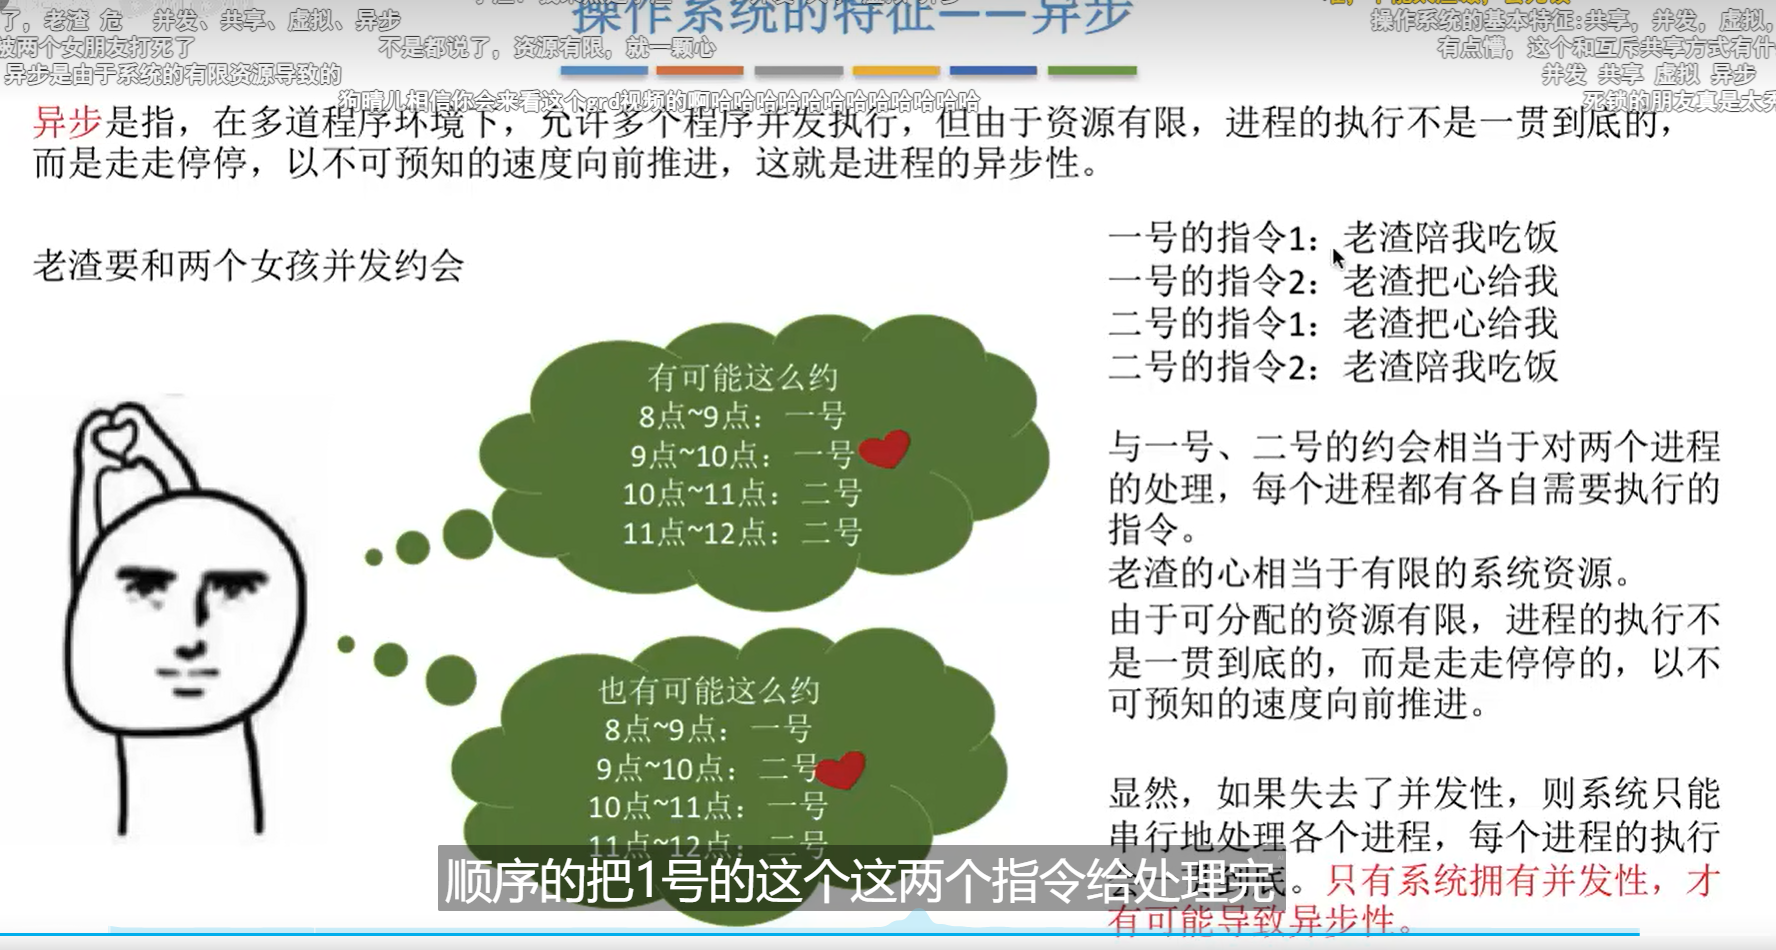 操作系统的特征——异步
了，老渣 危 并发、共享、虚拟、异步
操作系统的基本特征:共享，并发，虚拟,
被两个女朋友打死了
不是都说了，资源有限，就一颗心
有点懵，这个和互斥共享方式有什
异步是由于系统的有限资源导致的
并发 共享 虚拟 异步
狗晴儿相信你会来看这个grd视频的啊哈哈哈哈哈哈哈哈哈哈哈哈
死锁的朋友真是太秀
异步是指，在多道程序环境下，允许多个程序并发执行，但由于资源有限，进程的执行不是一贯到底的，
而是走走停停，以不可预知的速度向前推进，这就是进程的异步性。
老渣要和两个女孩并发约会
有可能这么约
8点~9点：一号
9点~10点：一号
10点~11点：二号
11点~12点：二号
也有可能这么约
8点~9点：一号
9点~10点：二号
10点~11点：一号
11点~12点：二号
一号的指令1：老渣陪我吃饭
一号的指令2：老渣把心给我
二号的指令1：老渣把心给我
二号的指令2：老渣陪我吃饭
与一号、二号的约会相当于对两个进程
的处理，每个进程都有各自需要执行的
指令。
老渣的心相当于有限的系统资源。
由于可分配的资源有限，进程的执行不
是一贯到底的，而是走走停停的，以不
可预知的速度向前推进。
显然，如果失去了并发性，则系统只能
串行地处理各个进程，每个进程的执行
底。只有系统拥有并发性，才
有可能导致异步性。
顺序的把1号的这个这两个指令给处理完